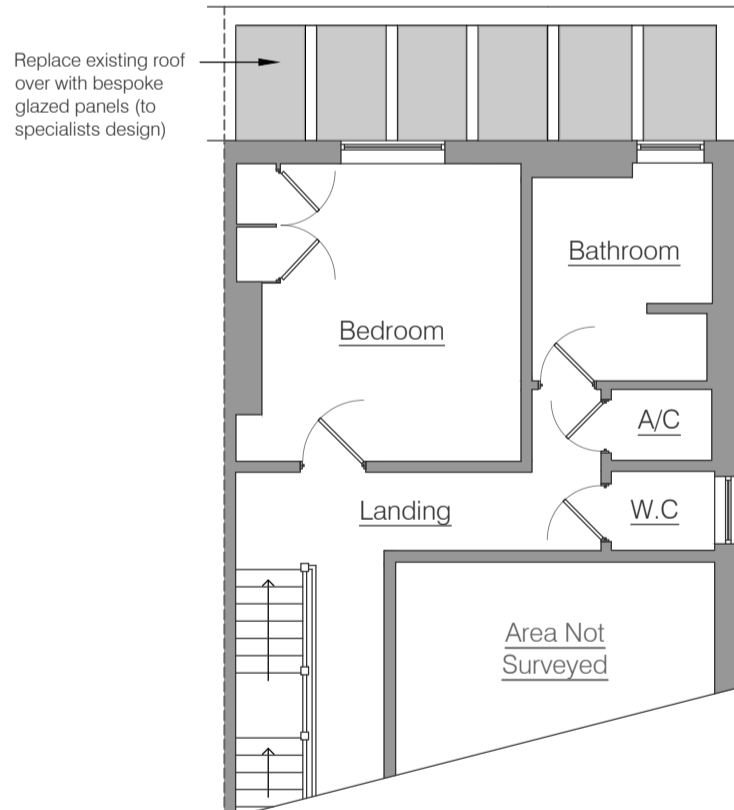 Replace existing roof
over with bespoke
glazed panels (to
specialists design)
Bathroom
Bedroom
A/C
W.C
Landing
Area Not
Surveyed